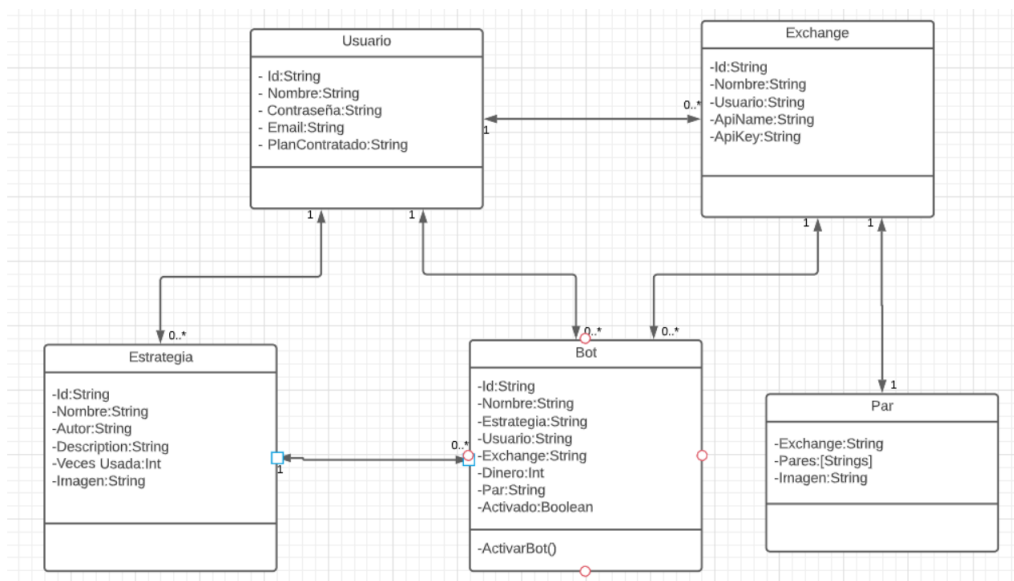 Usuario
- Id:String
- Nombre:String
- Contraseña:String
- Email:String
- PlanContratado:String
Exchange
-Id:String
-Nombre:String
-Usuario:String
-ApiName:String
-ApiKey:String
1
0..*
1
0..*
1
0..*
1
0..*
1
1
Estrategia
-Id:String
-Nombre:String
-Autor:String
-Description:String
-Veces Usada:Int
-Imagen:String
1
0..*
Bot
-Id:String
-Nombre:String
-Estrategia:String
-Usuario:String
-Exchange:String
-Dinero:Int
-Par:String
-Activado:Boolean
-ActivarBot()
Par
-Exchange:String
-Pares:[Strings]
-Imagen:String